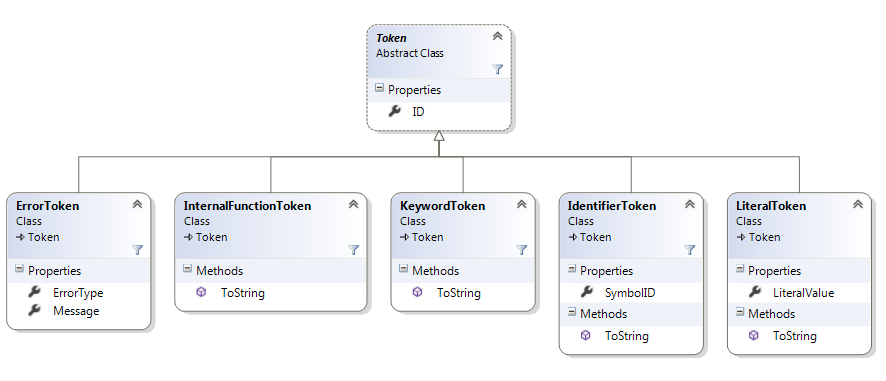 Token
Abstract Class
Properties
ID
ErrorToken
Class
Token
Properties
ErrorType
Message
InternalFunctionToken
Class
Token
Methods
ToString
KeywordToken
Class
Token
Methods
ToString
IdentifierToken
Class
Token
Properties
SymbolID
Methods
ToString
LiteralToken
Class
Token
Properties
LiteralValue
Methods
ToString